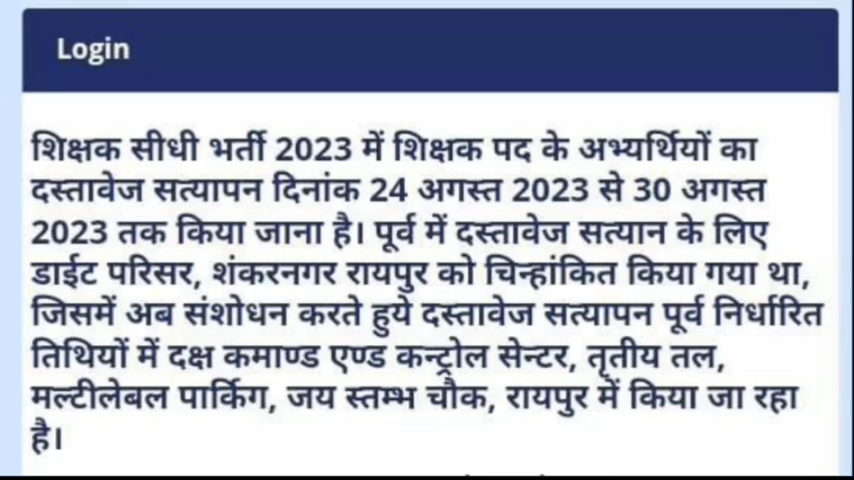 Login
शिक्षक सीधी भर्ती 2023 में शिक्षक पद के अभ्यर्थियों का
दस्तावेज सत्यापन दिनांक 24 अगस्त 2023 से 30 अगस्त
2023 तक किया जाना है। पूर्व में दस्तावेज सत्यान के लिए
डाईट परिसर, शंकरनगर रायपुर को चिन्हांकित किया गया था,
जिसमें अब संशोधन करते हुये दस्तावेज सत्यापन पूर्व निर्धारित
तिथियों में दक्ष कमाण्ड एण्ड कन्ट्रोल सेन्टर, तृतीय तल,
मल्टीलेबल पार्किग, जय स्तम्भ चौक, रायपुर में किया जा रहा
है।